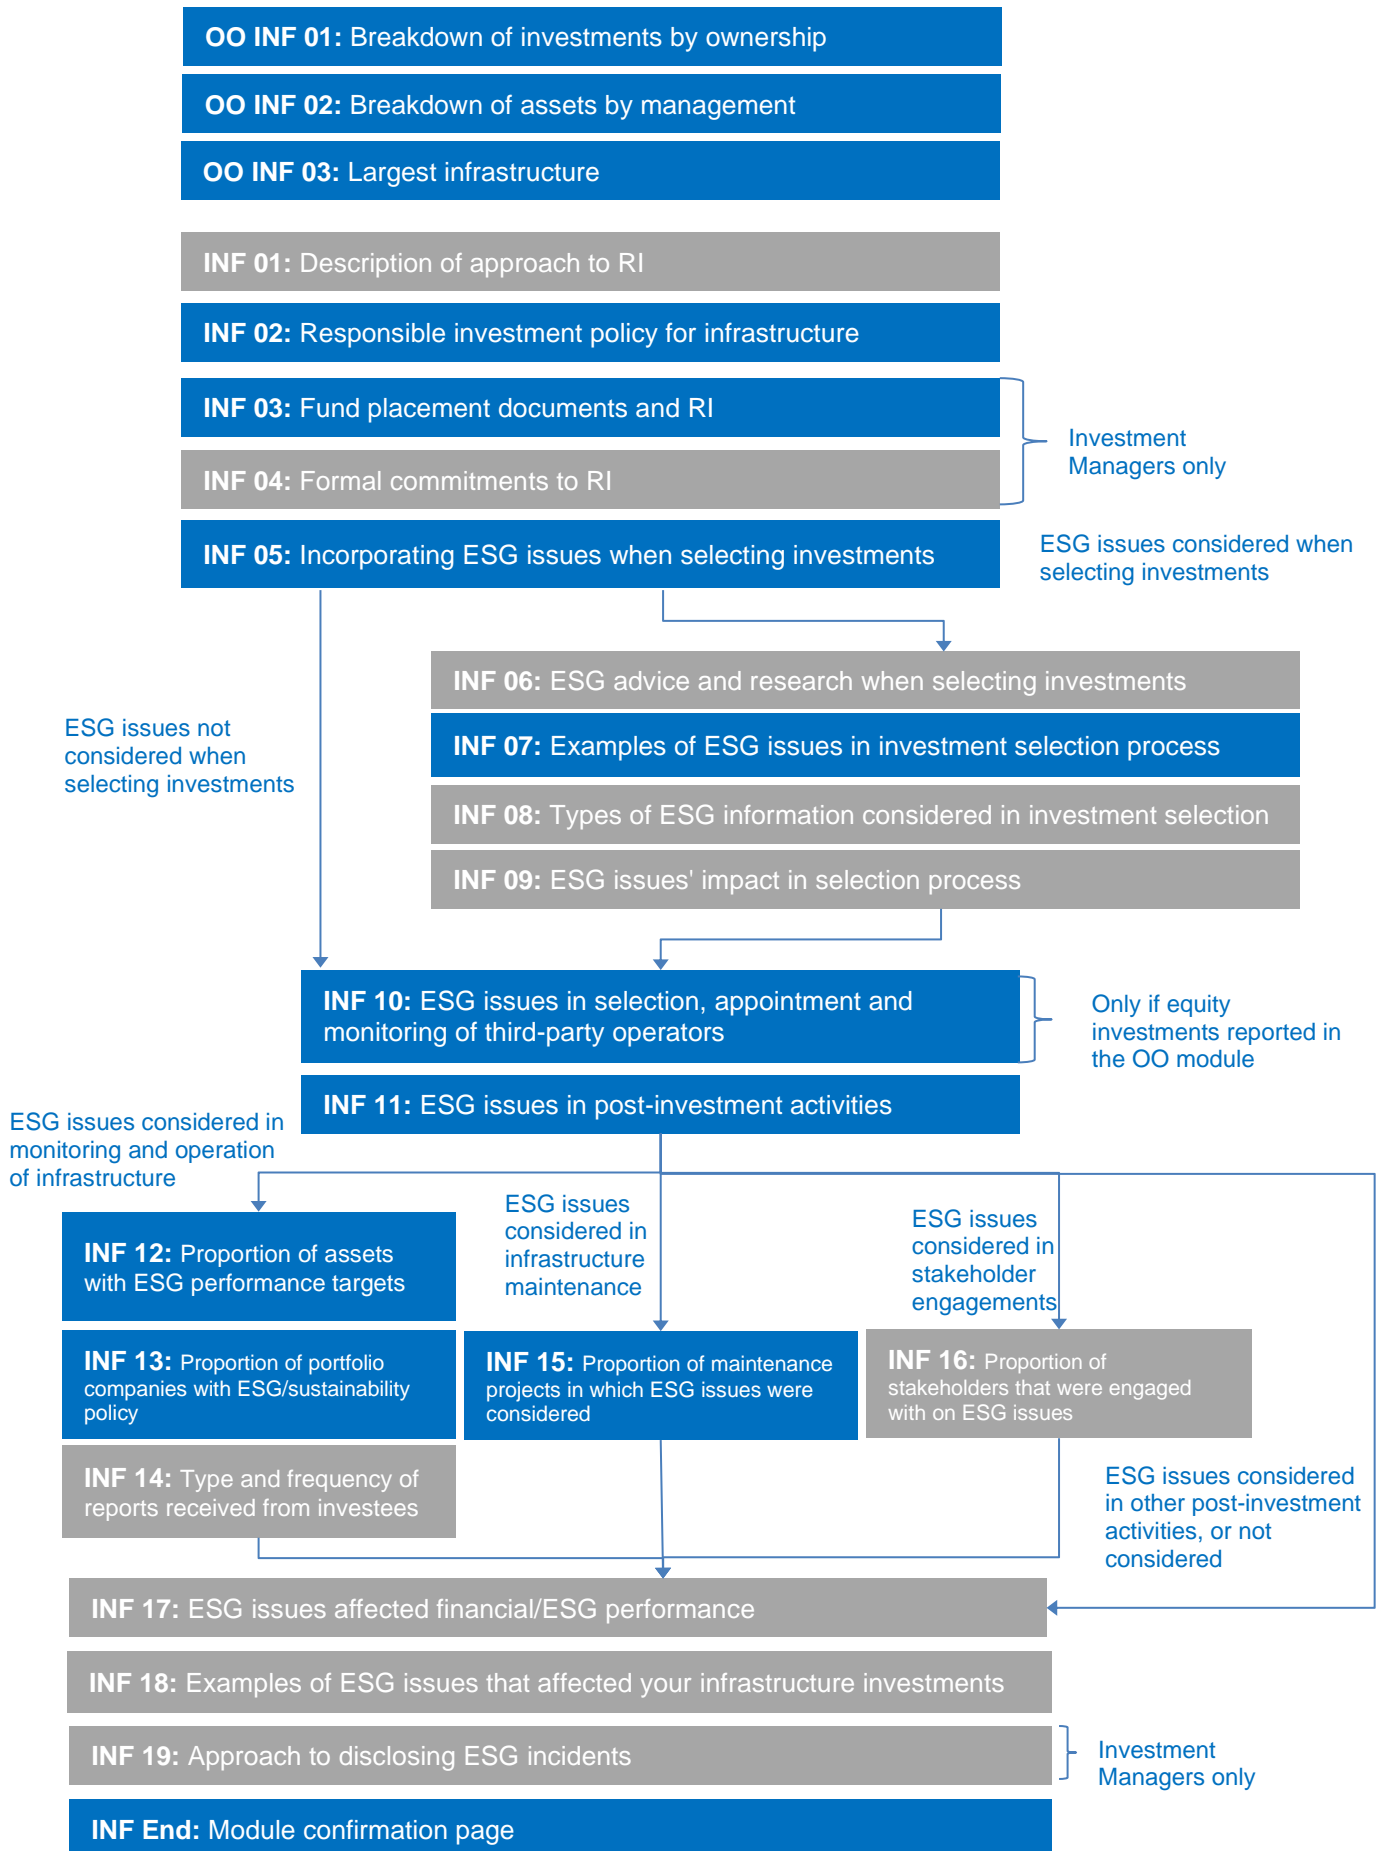 OO INF 01: Breakdown of investments by ownership
OO INF 02: Breakdown of assets by management
OO INF 03: Largest infrastructure
INF 01: Description of approach to RI
INF 02: Responsible investment policy for infrastructure
INF 03: Fund placement documents and RI
Investment
Managers only
INF 04: Formal commitments to RI
INF 05: Incorporating ESG issues when selecting investments
ESG issues considered when
selecting investments
INF 06: ESG advice and research when selecting investments
ESG issues not
considered when
selecting investments
INF 07: Examples of ESG issues in investment selection process
INF 08: Types of ESG information considered in investment selection
INF 09: ESG issues' impact in selection process
INF 10: ESG issues in selection, appointment and
monitoring of third-party operators
Only if equity
investments reported in
the OO module
INF 11: ESG issues in post-investment activities
ESG issues considered in
monitoring and operation
of infrastructure
ESG issues
considered in
infrastructure
maintenance
ESG issues
considered in
stakeholder
engagements
INF 12: Proportion of assets
with ESG performance targets
INF 13: Proportion of portfolio
companies with ESG/sustainability
policy
INF 15: Proportion of maintenance
projects in which ESG issues were
considered
INF 16: Proportion of
stakeholders that were engaged
with on ESG issues
INF 14: Type and frequency of
reports received from investees
ESG issues considered
in other post-investment
activities, or not
considered
INF 17: ESG issues affected financial/ESG performance
INF 18: Examples of ESG issues that affected your infrastructure investments
INF 19: Approach to disclosing ESG incidents
Investment
Managers only
INF End: Module confirmation page